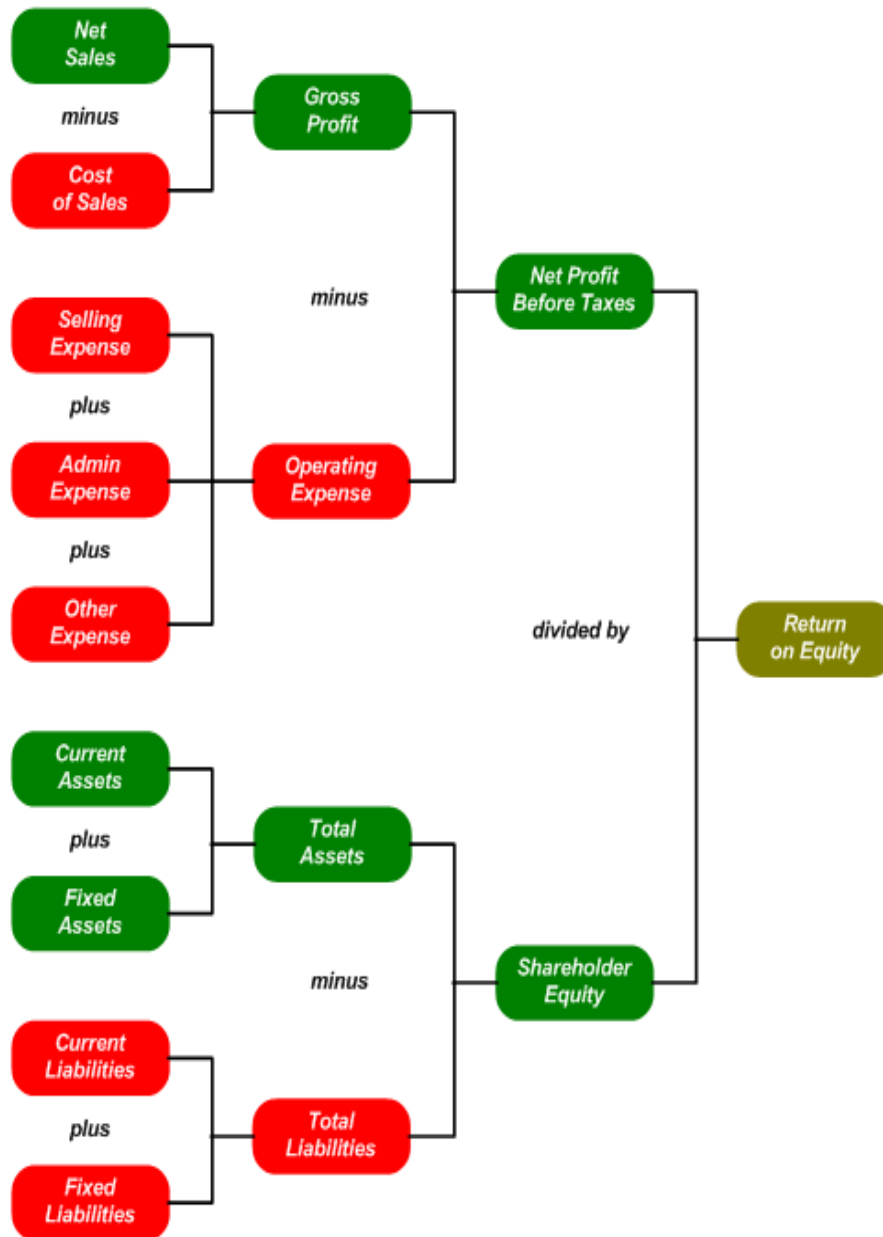 Net
Sales
minus
Cost
of Sales
Gross
Profit
minus
Selling
Expense
plus
Admin
Expense
plus
Other
Expense
Operating
Expense
Net Profit
Before Taxes
divided by
Return
on Equity
Current
Assets
plus
Fixed
Assets
Total
Assets
minus
Current
Liabilities
plus
Fixed
Liabilities
Total
Liabilities
Shareholder
Equity